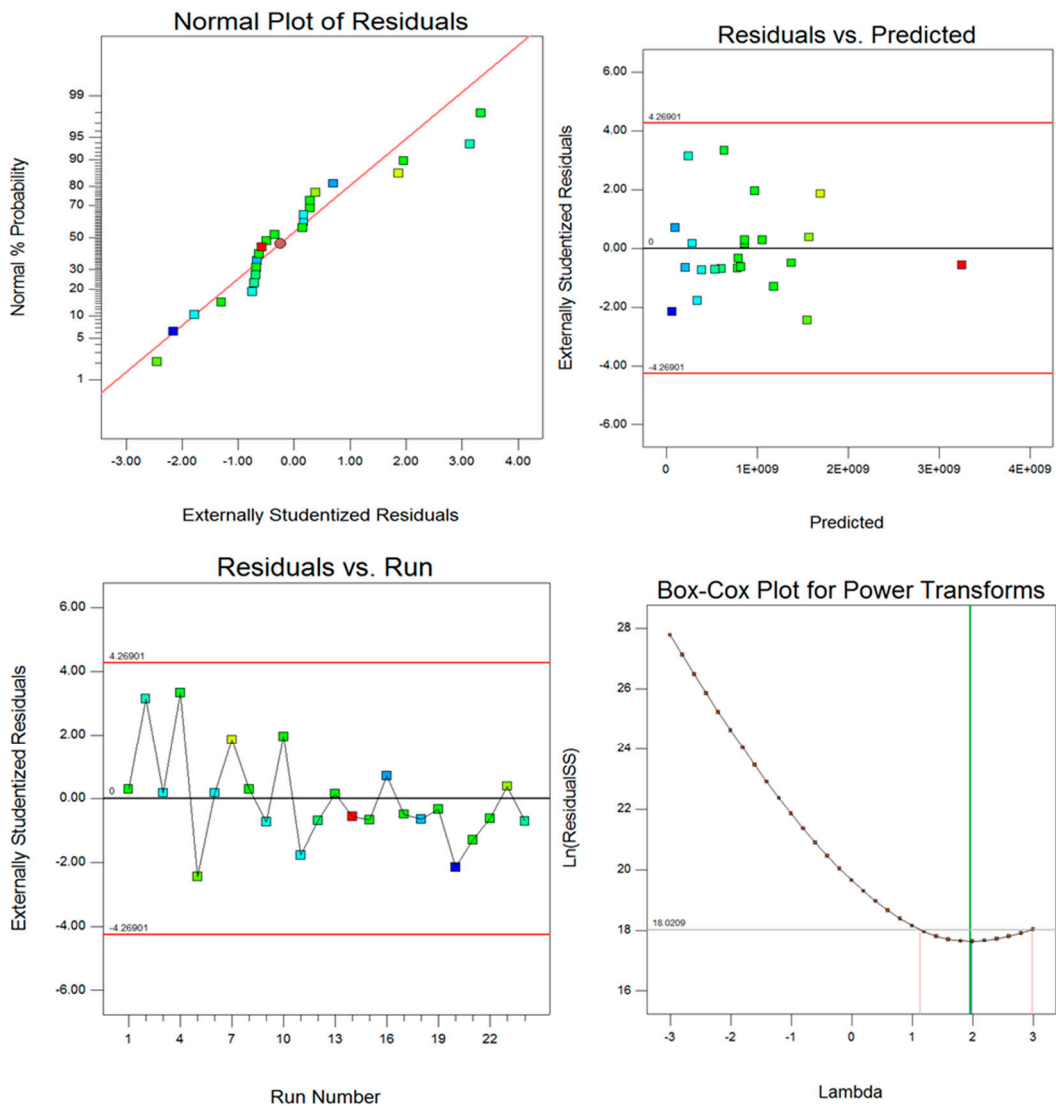 Normal Plot of Residuals
Normal % Probability
99
95
90
80
70
50
30
20
10
5
1
-3.00 -2.00 -1.00 0.00 1.00 2.00 3.00 4.00
Externally Studentized Residuals
Residuals vs. Predicted
Externally Studentized Residuals
6.00
4.26901
4.00
2.00
0
0.00
-2.00
-4.26901
-4.00
-6.00
0 1E+009 2E+009 3E+009 4E+009
Predicted
Residuals vs. Run
Externally Studentized Residuals
6.00
4.26901
4.00
2.00
0
0.00
-2.00
-4.26901
-4.00
-6.00
1 4 7 10 13 16 19 22
Run Number
Box-Cox Plot for Power Transforms
Ln(ResidualSS)
28
26
24
22
20
18.0209
18
16
-3 -2 -1 0 1 2 3
Lambda